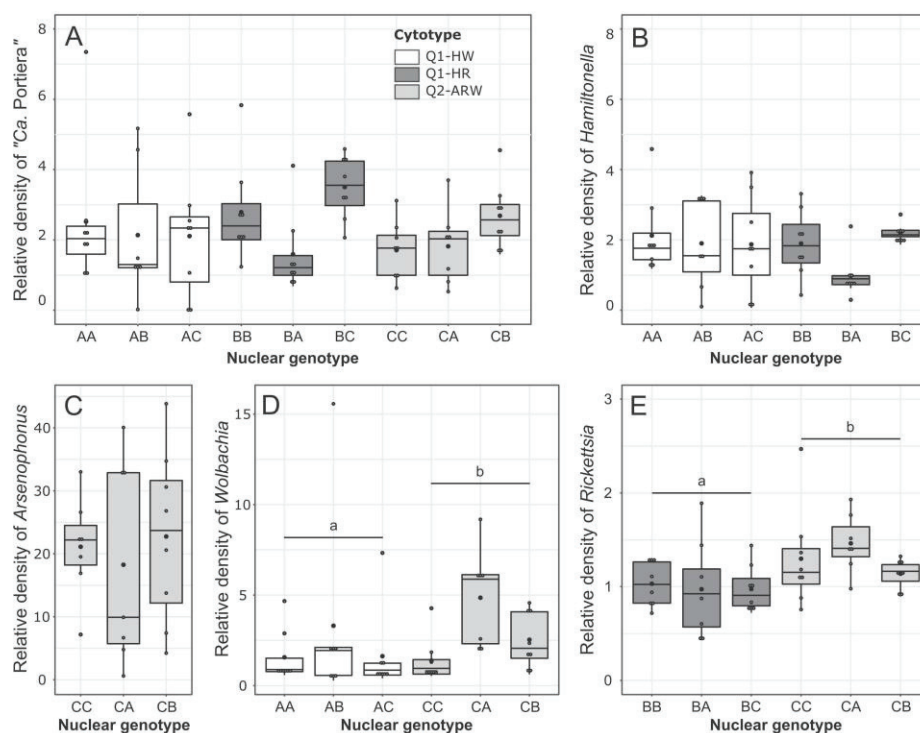 A
Relative density of "Ca. Portiera"
8
6
4
2
0
Cytotype
Q1-HW
Q1-HR
Q2-ARW
AA AB AC BB BA BC CC CA CB
Nuclear genotype
B
Relative density of Hamiltonella
8
6
4
2
0
AA AB AC BB BA BC
Nuclear genotype
C
Relative density of Arsenophonus
40
30
20
10
0
CC CA CB
Nuclear genotype
D
Relative density of Wolbachia
15
10
5
0
a
b
AA AB AC CC CA CB
Nuclear genotype
E
Relative density of Rickettsia
3
2
1
0
a
b
BB BA BC CC CA CB
Nuclear genotype